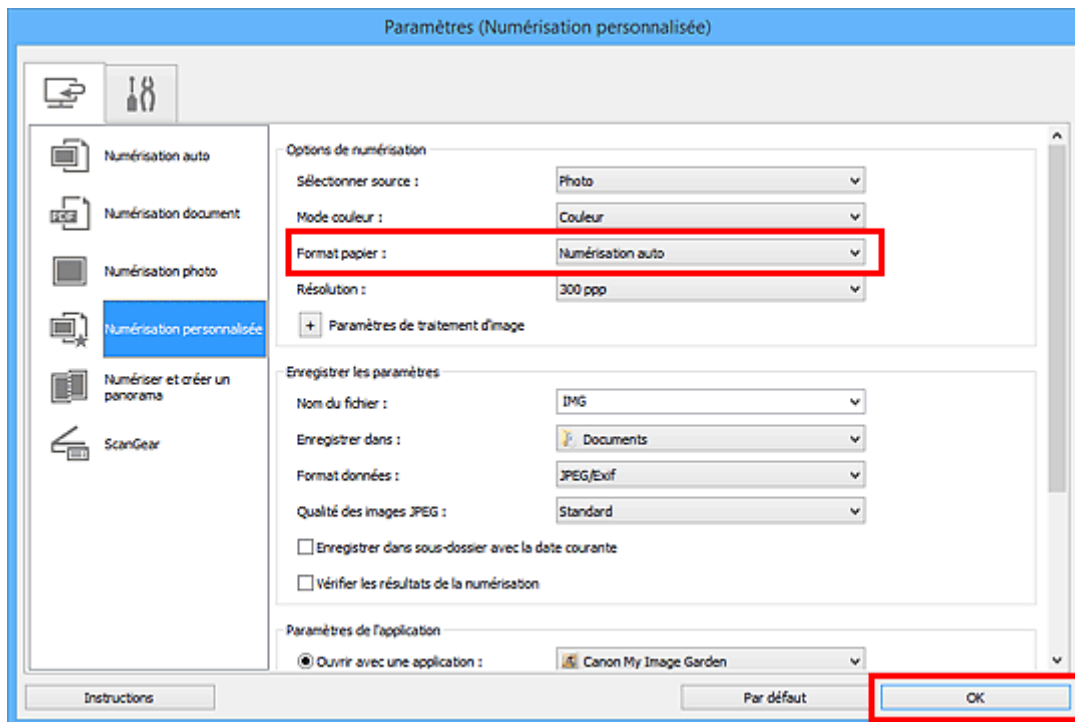 Paramètres (Numérisation personnalisée)
Numérisation auto
PDF
Numérisation document
Numérisation photo
Numérisation personnalisée
Numériser et créer un
panorama
ScanGear
Options de numérisation
Sélectionner source : Photo
Mode couleur : Couleur
Format papier : Numérisation auto
Résolution : 300 ppp
+ Paramètres de traitement d'image
Enregistrer les paramètres
Nom du fichier : IMG
Enregistrer dans : Documents
Format données : JPEG/Exif
Qualité des images JPEG : Standard
Enregistrer dans sous-dossier avec la date courante
Vérifier les résultats de la numérisation
Paramètres de l'application
Ouvrir avec une application : Canon My Image Garden
Instructions
Par défaut
OK